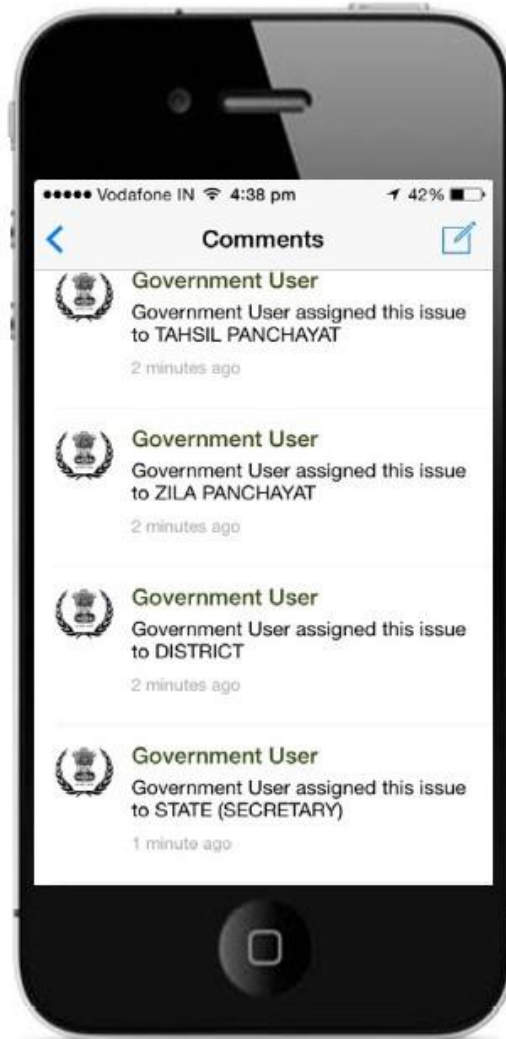 Vodafone IN 4:38 pm 42%
Comments
Government User
Government User assigned this issue
to TAHSIL PANCHAYAT
2 minutes ago
Government User
Government User assigned this issue
to ZILA PANCHAYAT
2 minutes ago
Government User
Government User assigned this issue
to DISTRICT
2 minutes ago
Government User
Government User assigned this issue
to STATE (SECRETARY)
1 minute ago